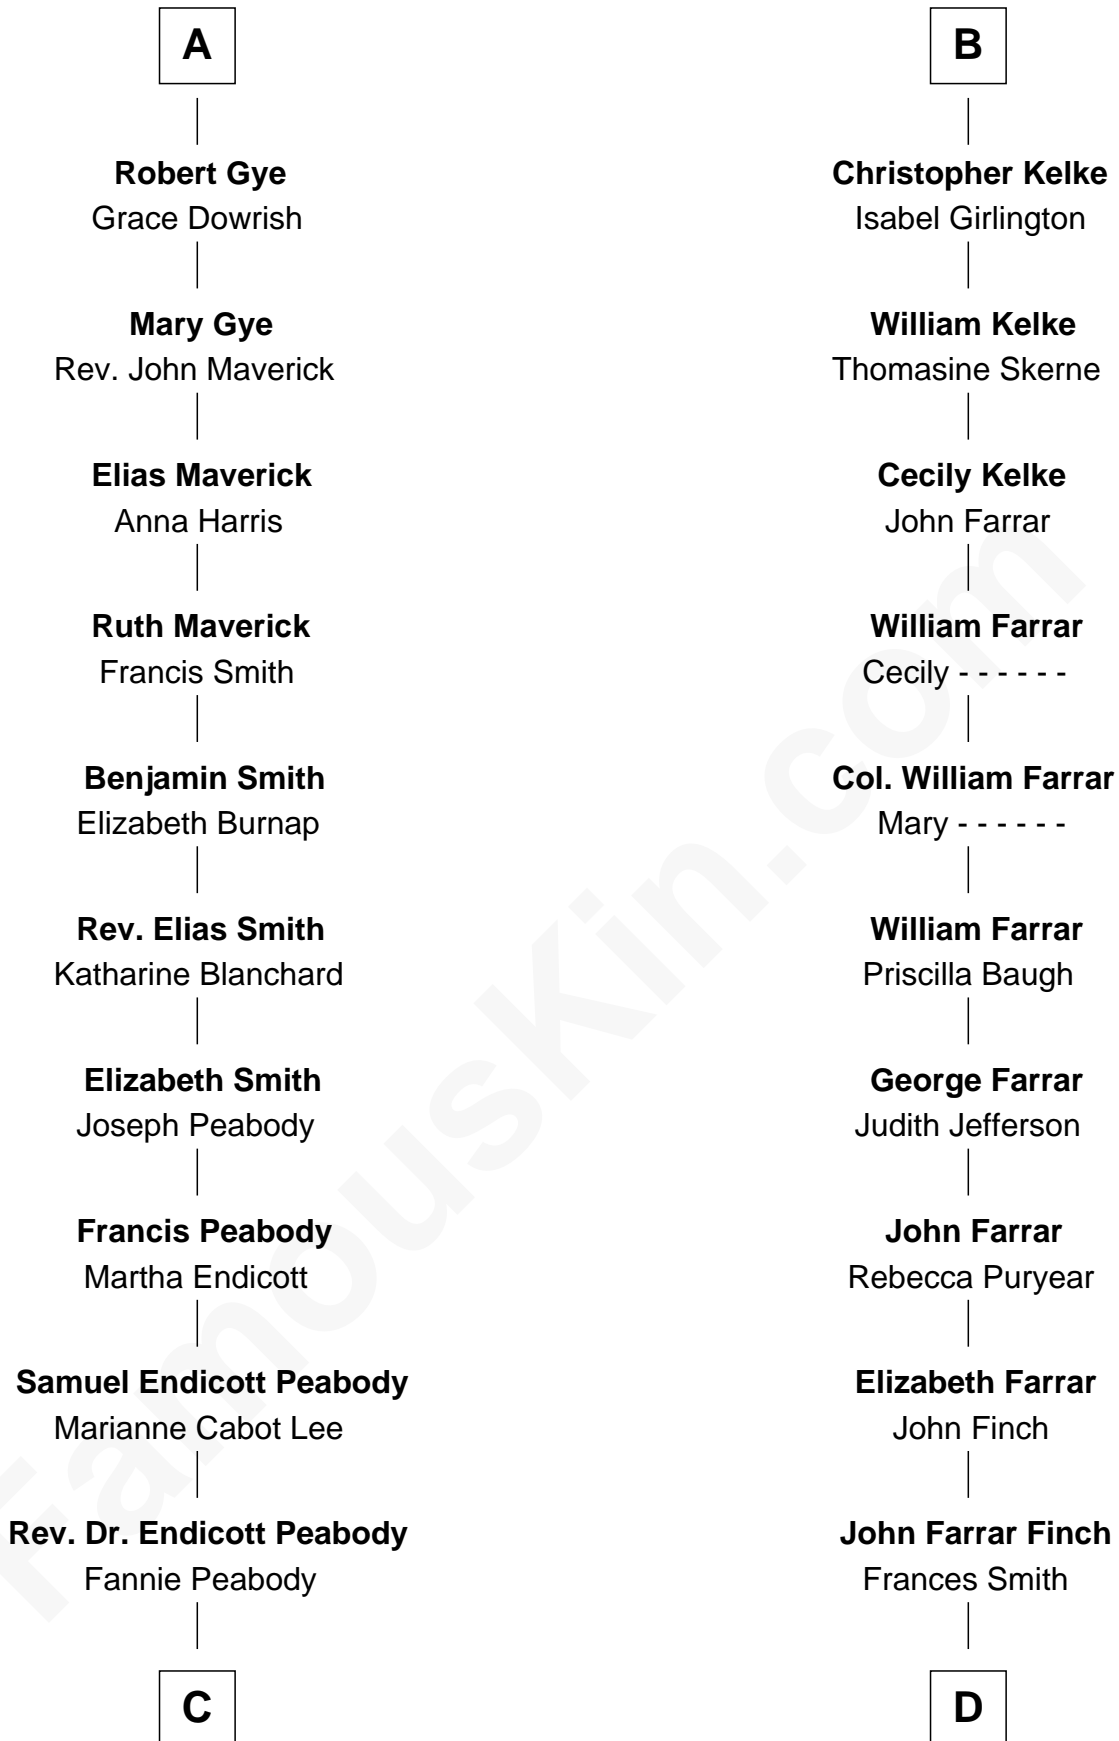 A
Robert Gye
Grace Dowrish
Mary Gye
Rev. John Maverick
Elias Maverick
Anna Harris
Ruth Maverick
Francis Smith
Benjamin Smith
Elizabeth Burnap
Rev. Elias Smith
Katharine Blanchard
Elizabeth Smith
Joseph Peabody
Francis Peabody
Martha Endicott
Samuel Endicott Peabody
Marianne Cabot Lee
Rev. Dr. Endicott Peabody
Fannie Peabody
C
B
Christopher Kelke
Isabel Girlington
William Kelke
Thomasine Skerne
Cecily Kelke
John Farrar
William Farrar
Cecily - - - - - -
Col. William Farrar
Mary - - - - - -
William Farrar
Priscilla Baugh
George Farrar
Judith Jefferson
John Farrar
Rebecca Puryear
Elizabeth Farrar
John Finch
John Farrar Finch
Frances Smith
D
FamousKin.com